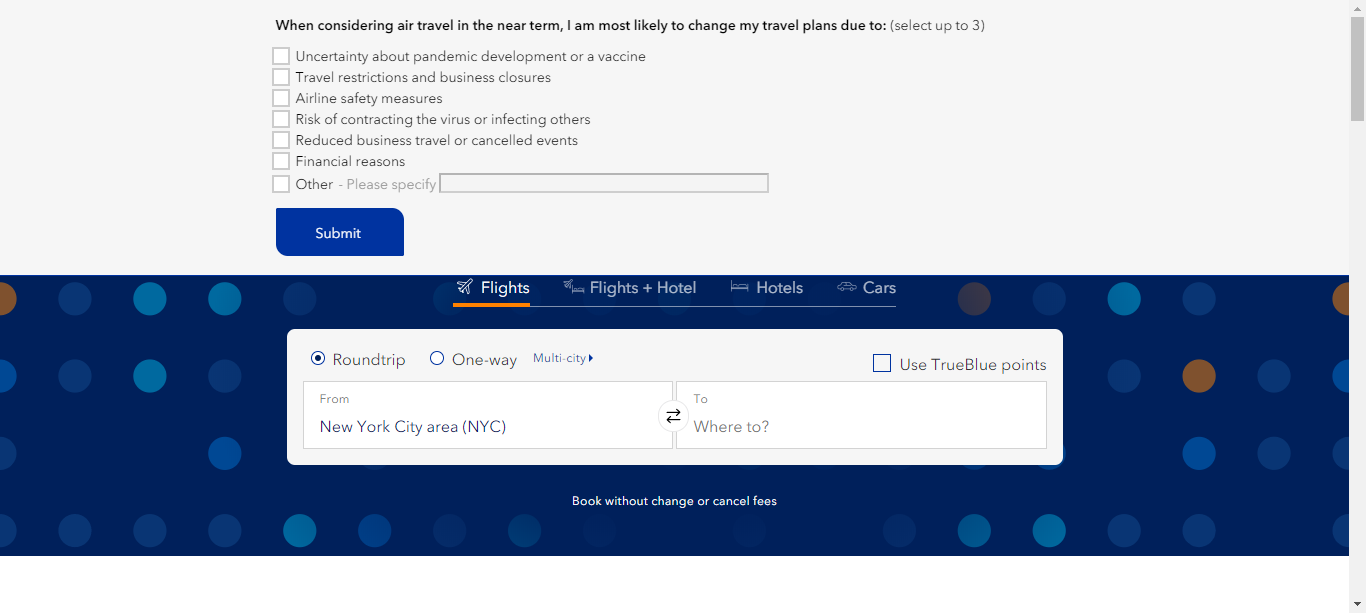 When considering air travel in the near term, I am most likely to change my travel plans due to: (select up to 3)
Uncertainty about pandemic development or a vaccine
Travel restrictions and business closures
Airline safety measures
Risk of contracting the virus or infecting others
Reduced business travel or cancelled events
Financial reasons
Other - Please specify
Submit
Flights Flights + Hotel Hotels Cars
Roundtrip One-way Multi-city Use TrueBlue points
From To
New York City area (NYC) Where to?
Book without change or cancel fees